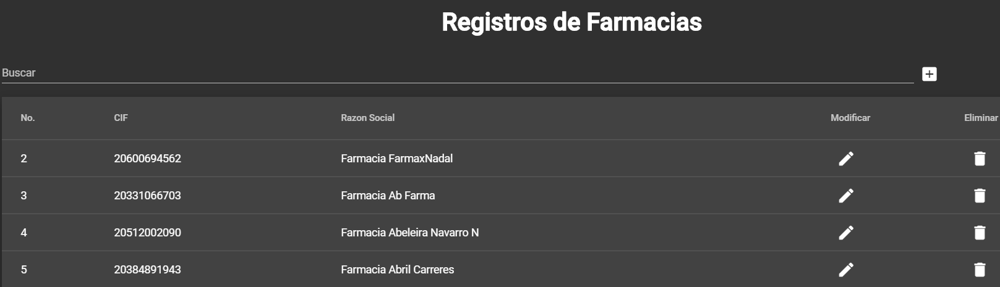 Registros de Farmacias
Buscar
No. CIF Razon Social Modificar Eliminar
2 20600694562 Farmacia FarmaxNadal
3 20331066703 Farmacia Ab Farma
4 20512002090 Farmacia Abeleira Navarro N
5 20384891943 Farmacia Abril Carreres